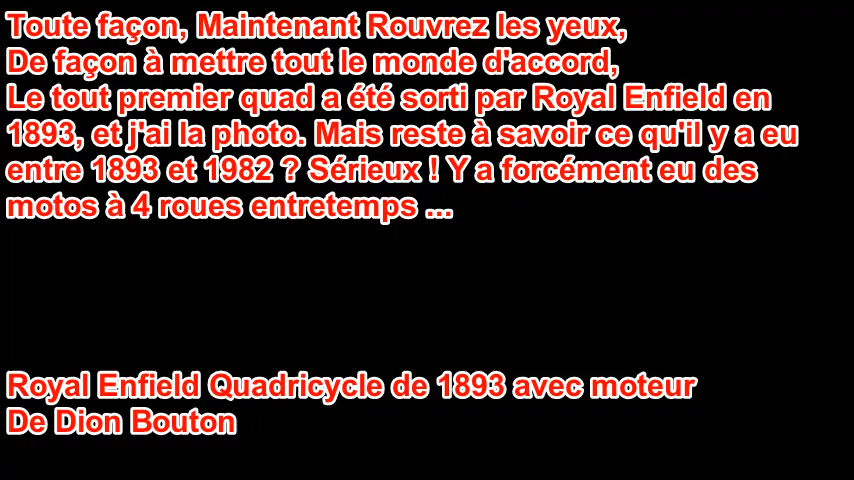 Toute façon, Maintenant Rouvrez les yeux,
De façon à mettre tout le monde d'accord,
Le tout premier quad a été sorti par Royal Enfield en
1893, et j'ai la photo. Mais reste à savoir ce qu'il y a eu
entre 1893 et 1982 ? Sérieux ! Y a forcément eu des
motos à 4 roues entretemps ...
Royal Enfield Quadricycle de 1893 avec moteur
De Dion Bouton